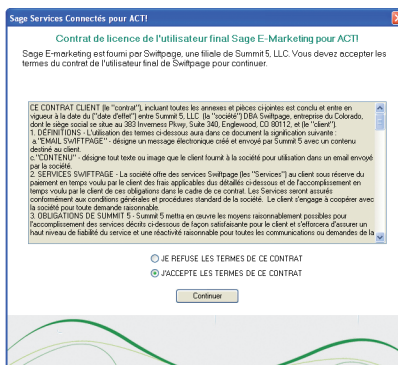 Sage Services Connectés pour ACT!
Contrat de licence de l'utilisateur final Sage E-Marketing pour ACT!
Sage E-marketing est fourni par Swiftpage, une filiale de Summit 5, LLC. Vous devez accepter les
termes du contrat de l'utilisateur final de Swiftpage pour continuer.
CE CONTRAT CLIENT (le "contrat"), incluant toutes les annexes et pièces ci-jointes est conclu et entre en
vigueur à la date du ("date d'effet") entre Summit 5, LLC (la "société") DBA Swiftpage, entreprise du Colorado,
dont le siège social se situe au 383 Inverness Pkwy, Suite 340, Englewood, CO 80112, et (le "client").
1. DÉFINITIONS - L'utilisation des termes ci-dessous aura dans ce document la signification suivante :
a."EMAIL SWIFTPAGE" - désigne un message électronique créé et envoyé par Summit 5 avec un contenu
destiné au client.
c."CONTENU" - désigne tout texte ou image que le client fournit à la société pour utilisation dans un email envoyé
par la société.
2. SERVICES SWIFTPAGE - La société offre des services Swiftpage (les "Services") au client sous réserve du
paiement en temps voulu par le client des frais applicables dus détaillés ci-dessous et de l'accomplissement en
temps voulu par le client de ces obligations dans le cadre de ce contrat. Les Services seront assurés
conformément aux conditions générales et procédures standard de la société. Le client s'engage à coopérer avec
la société pour toute demande raisonnable.
3. OBLIGATIONS DE SUMMIT 5 - Summit 5 mettra en œuvre les moyens raisonnablement possibles pour
l'accomplissement des services décrits ci-dessous de façon satisfaisante pour le client et s'efforcera d'assurer un
haut niveau de fiabilité du service et une réactivité raisonnable pour toutes les communications ou demandes de la
JE REFUSE LES TERMES DE CE CONTRAT
J'ACCEPTE LES TERMES DE CE CONTRAT
Continuer